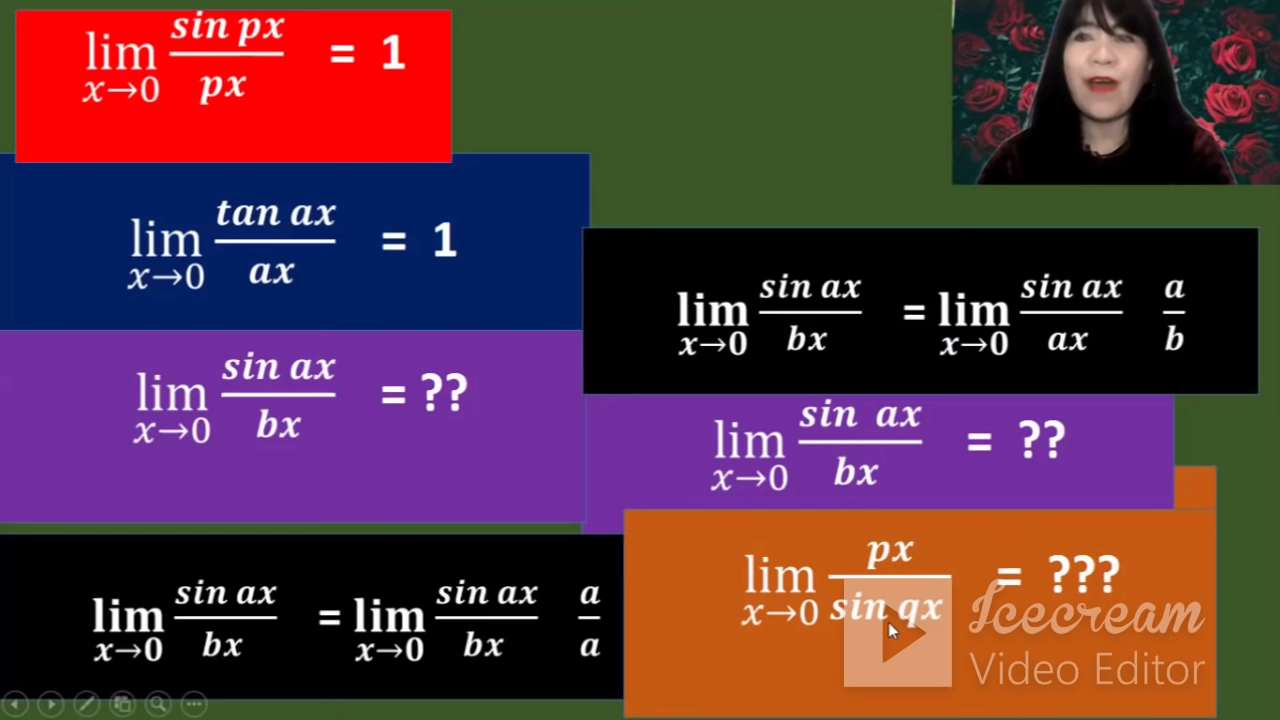 lim x→0 sin px / px = 1
lim x→0 tan ax / ax = 1
lim x→0 sin ax / bx = ??
lim x→0 sin ax / bx = lim x→0 sin ax / bx a / a
lim x→0 sin ax / bx = lim x→0 sin ax / ax a / b
lim x→0 sin ax / bx = ??
lim x→0 px / sin qx = ???
Icecream
Video Editor